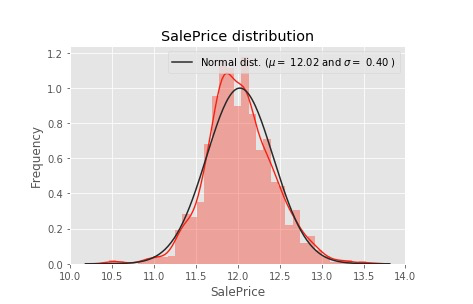 SalePrice distribution
1.2
Normal dist. (μ = 12.02 and σ = 0.40 )
1.0
0.8
0.6
0.4
0.2
0.0
Frequency
10.0 10.5 11.0 11.5 12.0 12.5 13.0 13.5 14.0
SalePrice